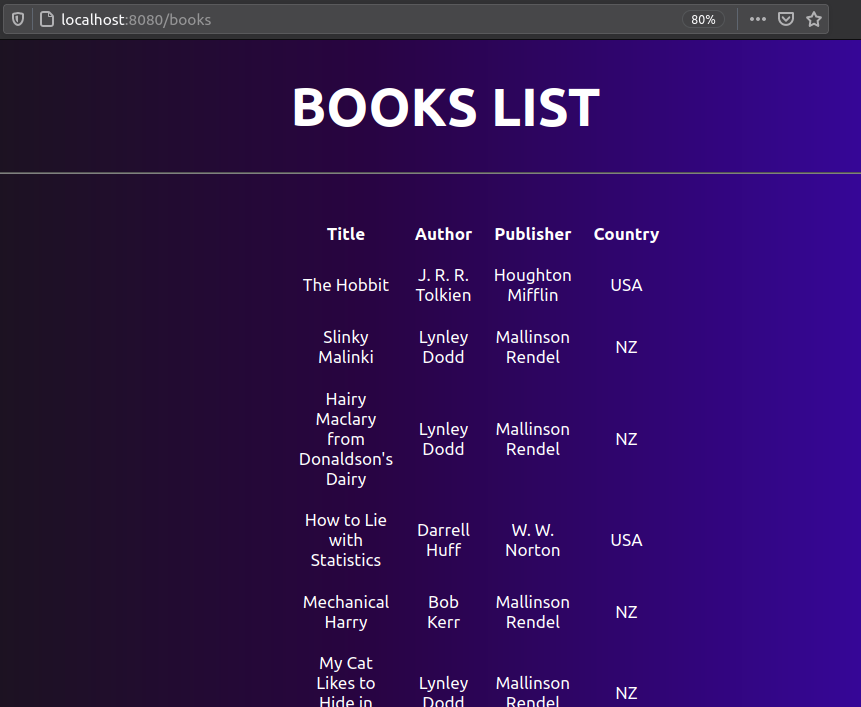 localhost:8080/books
80%
BOOKS LIST
Title Author Publisher Country
The Hobbit
J. R. R.
Tolkien
Houghton
Mifflin
USA
Slinky
Malinki
Lynley
Dodd
Mallinson
Rendel
NZ
Hairy
Maclary
from
Donaldson's
Dairy
Lynley
Dodd
Mallinson
Rendel
NZ
How to Lie
with
Statistics
Darrell
Huff
W. W.
Norton
USA
Mechanical
Harry
Bob
Kerr
Mallinson
Rendel
NZ
My Cat
Likes to
Hide in
Lynley
Dodd
Mallinson
Rendel
NZ